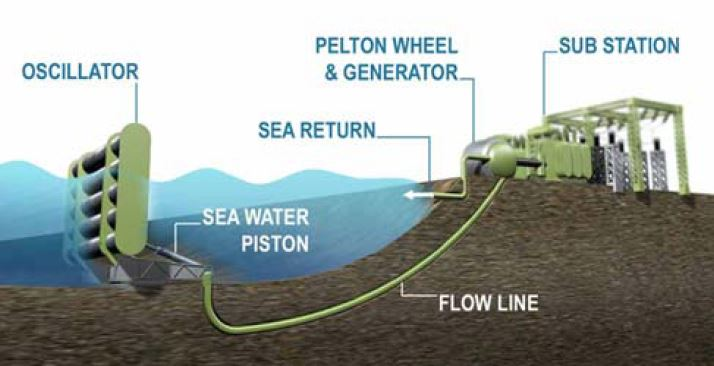 PELTON WHEEL
& GENERATOR
SUB STATION
OSCILLATOR
SEA RETURN
SEA WATER
PISTON
FLOW LINE